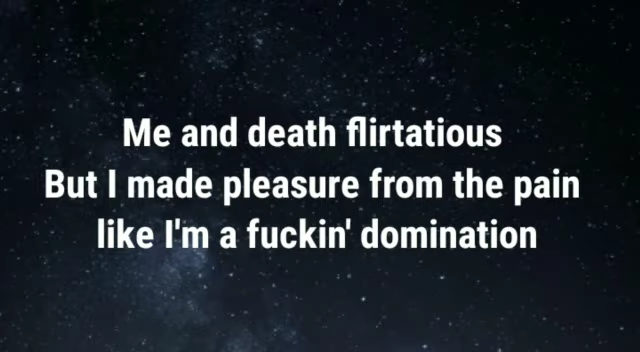 Me and death flirtatious
But I made pleasure from the pain
like I'm a fuckin' domination